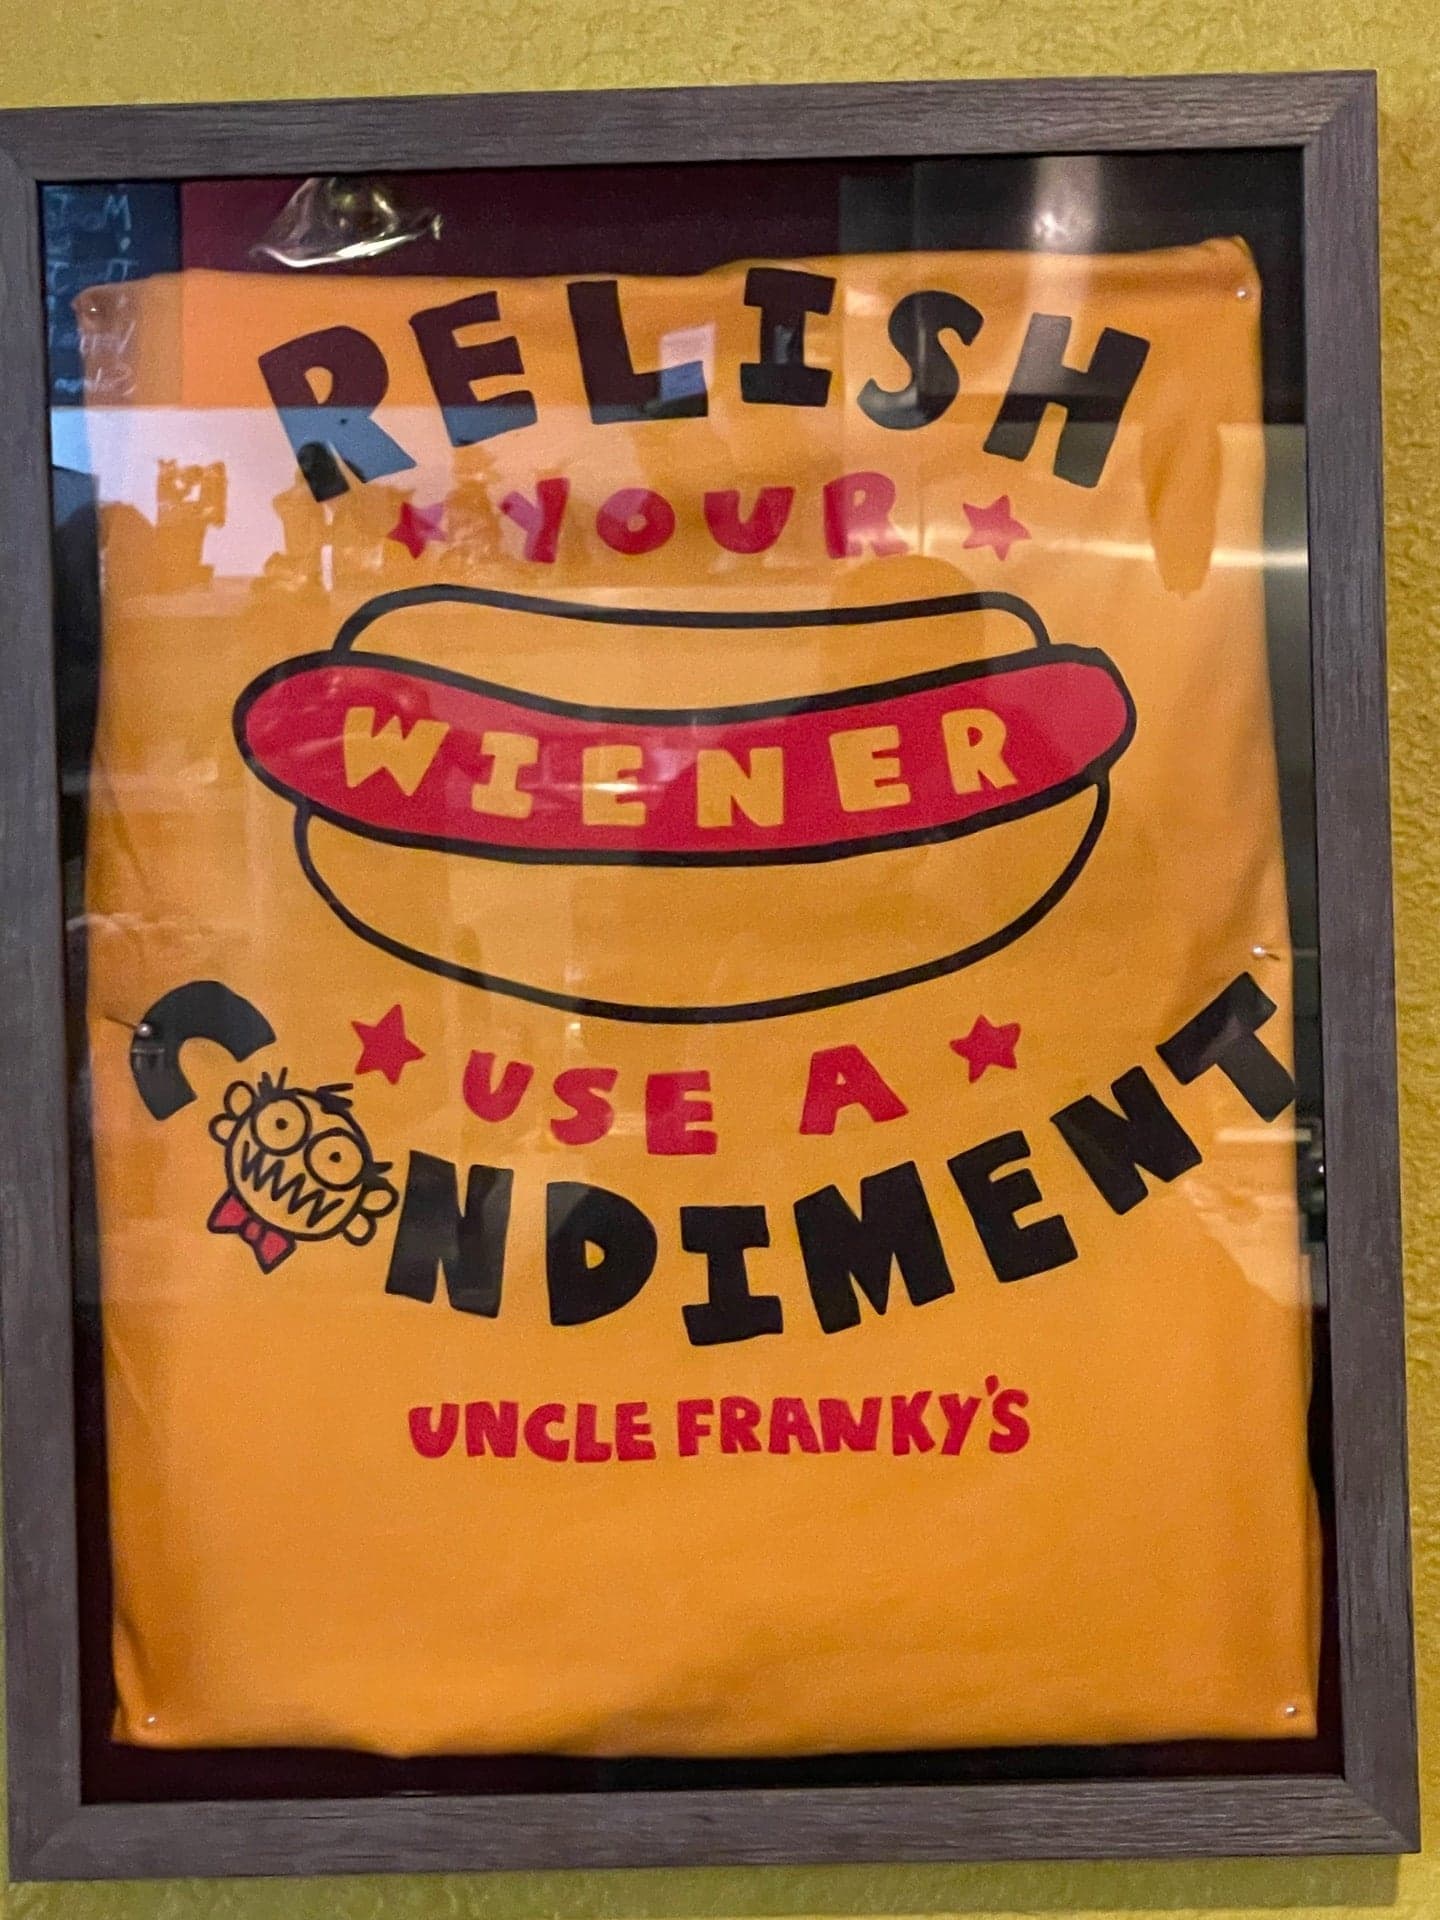 RELISH
YOUR
WIENER
USE A
CONDIMENT
UNCLE FRANKY'S